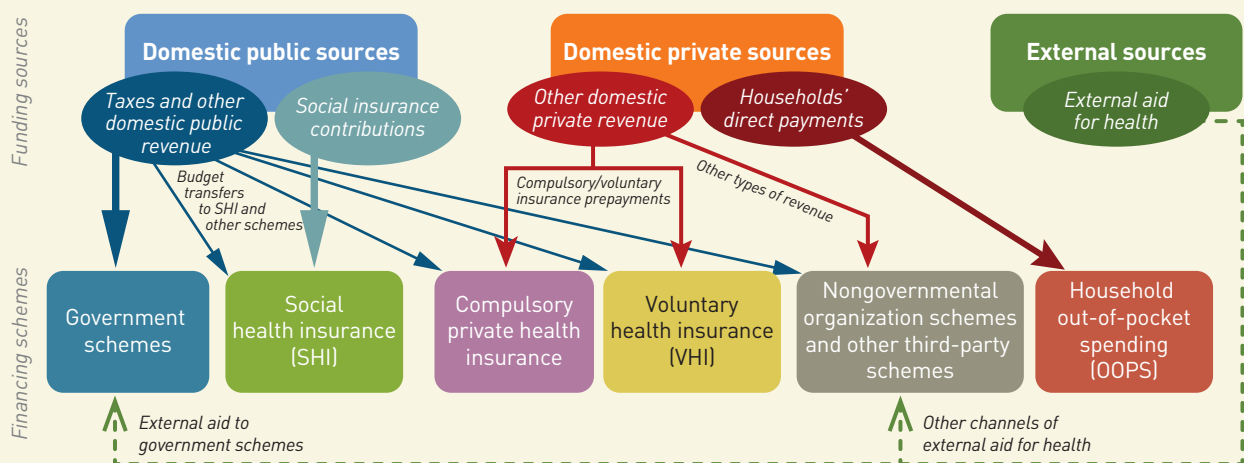 Funding sources
Domestic public sources
Taxes and other
domestic public
revenue
Social insurance
contributions
Domestic private sources
Other domestic
private revenue
Households’
direct payments
External sources
External aid
for health
Budget
transfers
to SHI and
other schemes
Compulsory/voluntary
insurance prepayments
Other types of revenue
Financing schemes
Government
schemes
Social
health insurance
(SHI)
Compulsory
private health
insurance
Voluntary
health insurance
(VHI)
Nongovernmental
organization schemes
and other third-party
schemes
Household
out-of-pocket
spending
(OOPS)
External aid to
government schemes
Other channels of
external aid for health